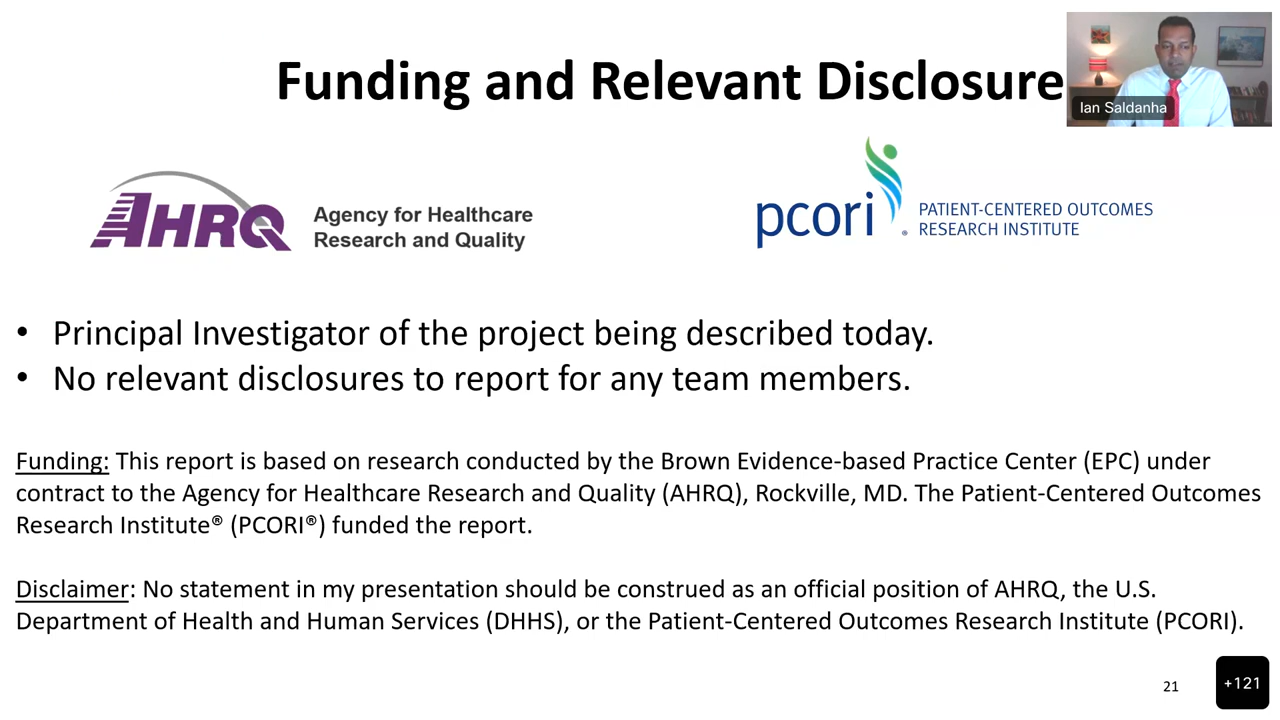 Funding and Relevant Disclosure
Ian Saldanha
AHRQ
Agency for Healthcare
Research and Quality
pcori
®
PATIENT-CENTERED OUTCOMES
RESEARCH INSTITUTE
• Principal Investigator of the project being described today.
• No relevant disclosures to report for any team members.
Funding: This report is based on research conducted by the Brown Evidence-based Practice Center (EPC) under
contract to the Agency for Healthcare Research and Quality (AHRQ), Rockville, MD. The Patient-Centered Outcomes
Research Institute® (PCORI®) funded the report.
Disclaimer: No statement in my presentation should be construed as an official position of AHRQ, the U.S.
Department of Health and Human Services (DHHS), or the Patient-Centered Outcomes Research Institute (PCORI).
21
+121